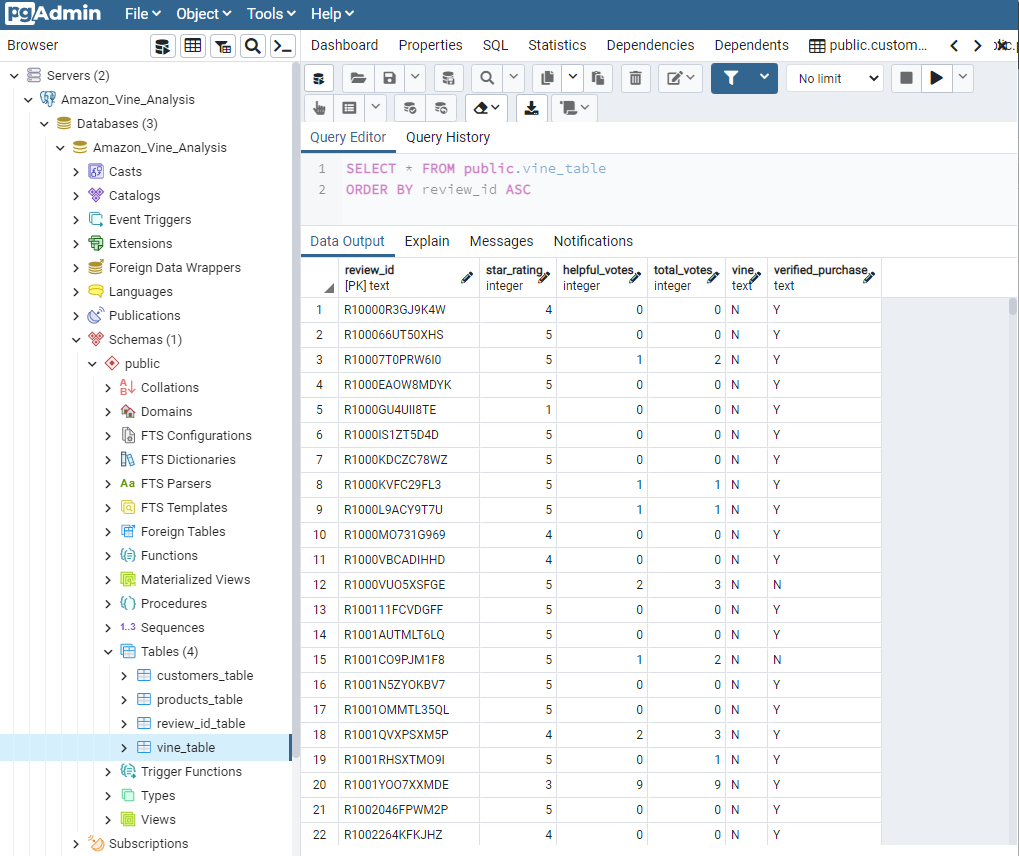 pgAdmin File Object Tools Help
Browser
Dashboard Properties SQL Statistics Dependencies Dependents public.custom...
Servers (2)
Amazon_Vine_Analysis
Databases (3)
Amazon_Vine_Analysis
Casts
Catalogs
Event Triggers
Extensions
Foreign Data Wrappers
Languages
Publications
Schemas (1)
public
Collations
Domains
FTS Configurations
FTS Dictionaries
Aa FTS Parsers
FTS Templates
Foreign Tables
Functions
Materialized Views
Procedures
1..3 Sequences
Tables (4)
customers_table
products_table
review_id_table
vine_table
Trigger Functions
Types
Views
Subscriptions
No limit
Query Editor Query History
1 SELECT * FROM public.vine_table
2 ORDER BY review_id ASC
Data Output Explain Messages Notifications
review_id star_rating helpful_votes total_votes vine verified_purchase
[PK] text integer integer integer text text
1 R10000R3GJ9K4W 4 0 0 N Y
2 R100066UT50XHS 5 0 0 N Y
3 R10007T0PRW6I0 5 1 2 N Y
4 R1000EAOW8MDYK 5 0 0 N Y
5 R1000GU4UII8TE 1 0 0 N Y
6 R1000IS1ZT5D4D 5 0 0 N Y
7 R1000KDCZC78WZ 5 0 0 N Y
8 R1000KVFC29FL3 5 1 1 N Y
9 R1000L9ACY9T7U 5 1 1 N Y
10 R1000MO731G969 4 0 0 N Y
11 R1000VBCADIHHD 4 0 0 N Y
12 R1000VUO5XSFGE 5 2 3 N N
13 R100111FCVDGFF 5 0 0 N Y
14 R1001AUTMLT6LQ 5 0 0 N Y
15 R1001CO9PJM1F8 5 1 2 N N
16 R1001N5ZYOKBV7 5 0 0 N Y
17 R1001OMMTL35QL 5 0 0 N Y
18 R1001QVXPSXM5P 4 2 3 N Y
19 R1001RHSXTMO9I 5 0 1 N Y
20 R1001YOO7XXMDE 3 9 9 N Y
21 R1002046FPWM2P 5 0 0 N Y
22 R1002264KFKJHZ 4 0 0 N Y